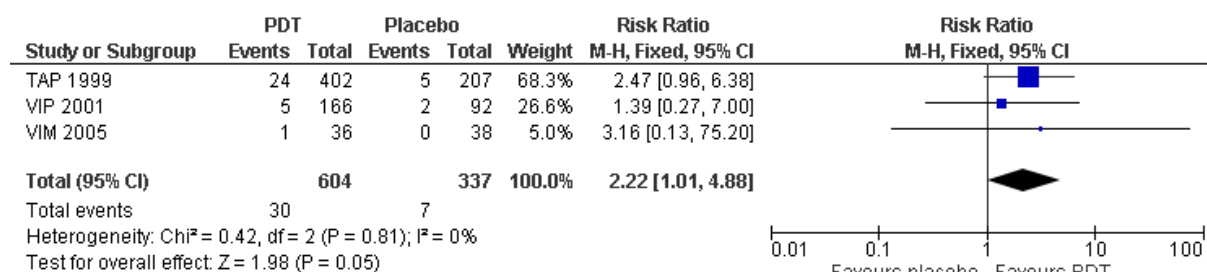 PDT Placebo Risk Ratio Risk Ratio
Study or Subgroup Events Total Events Total Weight M-H, Fixed, 95% CI M-H, Fixed, 95% CI
TAP 1999 24 402 5 207 68.3% 2.47 [0.96, 6.38]
VIP 2001 5 166 2 92 26.6% 1.39 [0.27, 7.00]
VIM 2005 1 36 0 38 5.0% 3.16 [0.13, 75.20]
Total (95% CI) 604 337 100.0% 2.22 [1.01, 4.88]
Total events 30 7
Heterogeneity: Chi² = 0.42, df = 2 (P = 0.81); I² = 0%
Test for overall effect: Z = 1.98 (P = 0.05)
0.01 0.1 1 10 100
Favours placebo Favours PDT